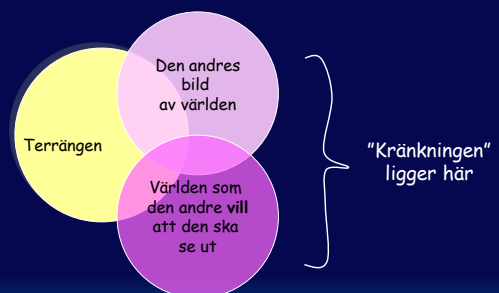 Den andres
bild
av världen
Terrängen
Världen som
den andre vill
att den ska
se ut
"Kränkningen"
ligger här